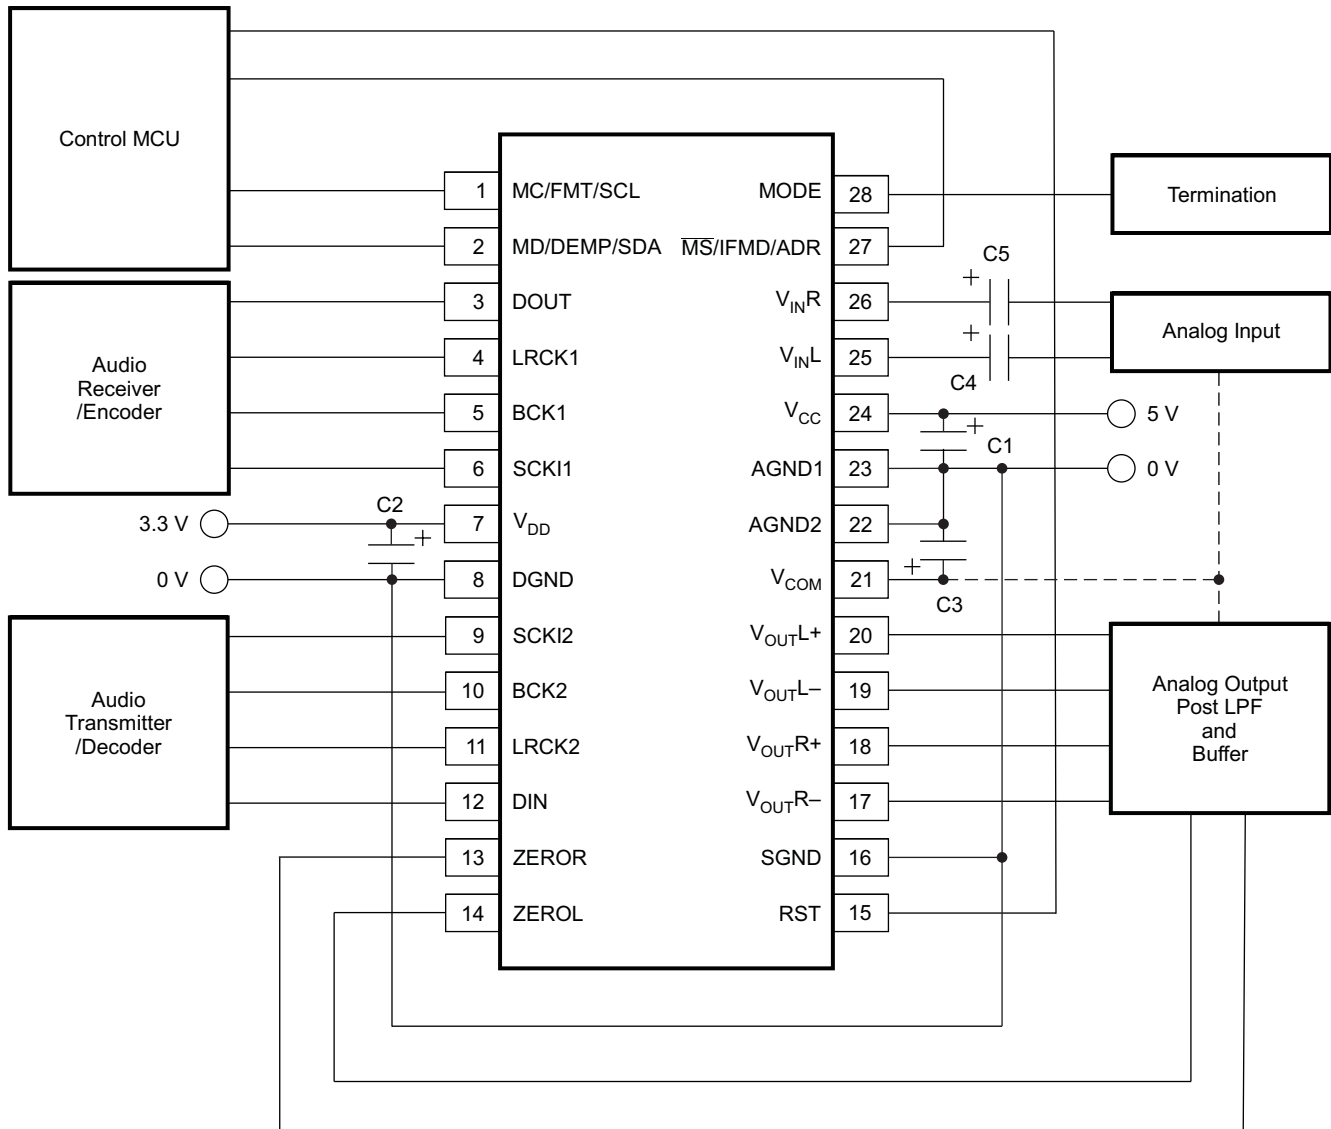 Control MCU
Audio
Receiver
/Encoder
3.3 V
0 V
C2
+
Audio
Transmitter
/Decoder
1 MC/FMT/SCL
2 MD/DEMP/SDA
3 DOUT
4 LRCK1
5 BCK1
6 SCKI1
7 VDD
8 DGND
9 SCKI2
10 BCK2
11 LRCK2
12 DIN
13 ZEROR
14 ZEROL
MODE 28
M̅S̅/IFMD/ADR 27
VINR 26
VINL 25
VCC 24
AGND1 23
AGND2 22
VCOM 21
VOUTL+ 20
VOUTL– 19
VOUTR+ 18
VOUTR– 17
SGND 16
RST 15
C5
+
+
C4
+
C1
+
C3
Termination
Analog Input
5 V
0 V
Analog Output
Post LPF
and
Buffer